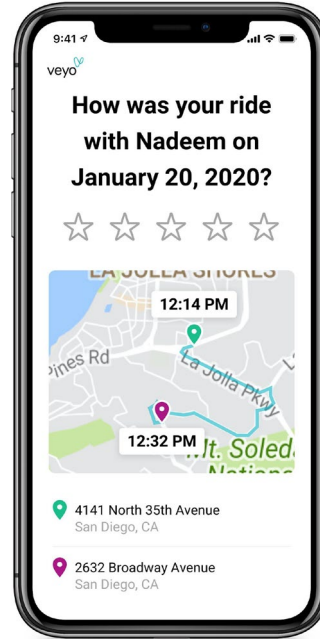 9:41
veyo
How was your ride
with Nadeem on
January 20, 2020?
LA JOLLA SHORES
12:14 PM
Pines Rd
La Jolla Pkwy
12:32 PM
Mt. Soled
Nation
4141 North 35th Avenue
San Diego, CA
2632 Broadway Avenue
San Diego, CA